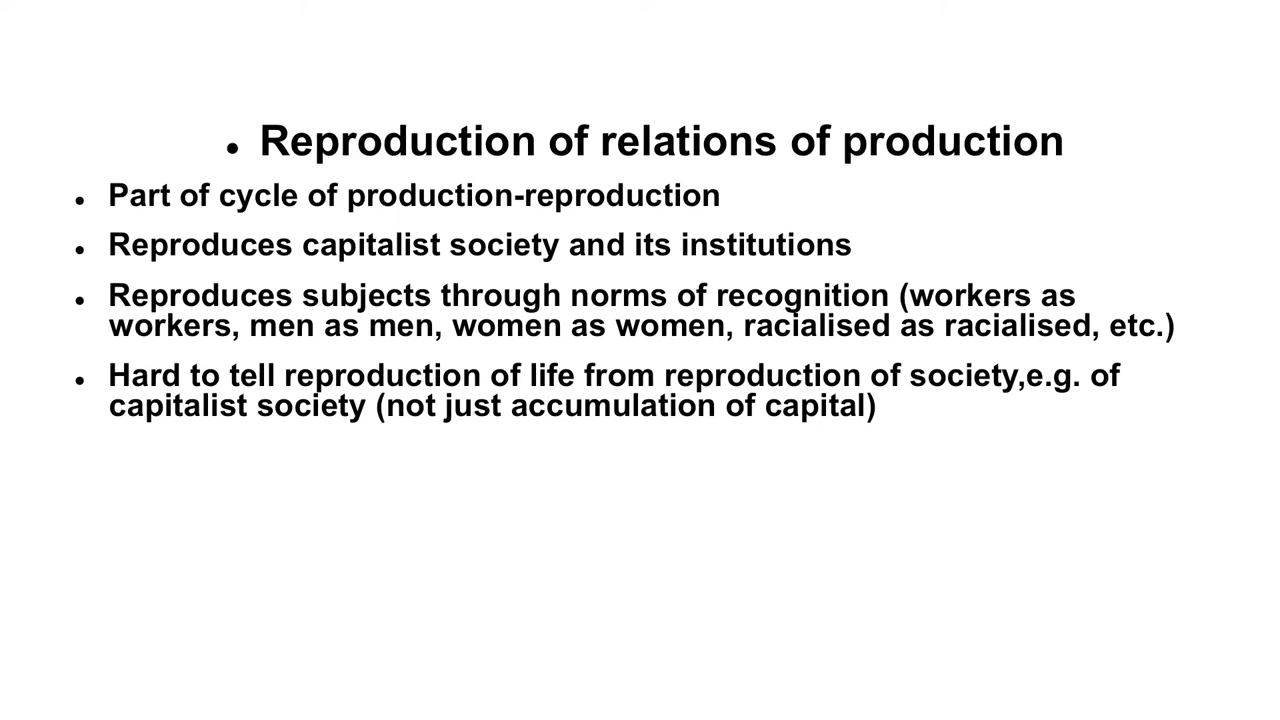 • Reproduction of relations of production
• Part of cycle of production-reproduction
• Reproduces capitalist society and its institutions
• Reproduces subjects through norms of recognition (workers as
workers, men as men, women as women, racialised as racialised, etc.)
• Hard to tell reproduction of life from reproduction of society,e.g. of
capitalist society (not just accumulation of capital)